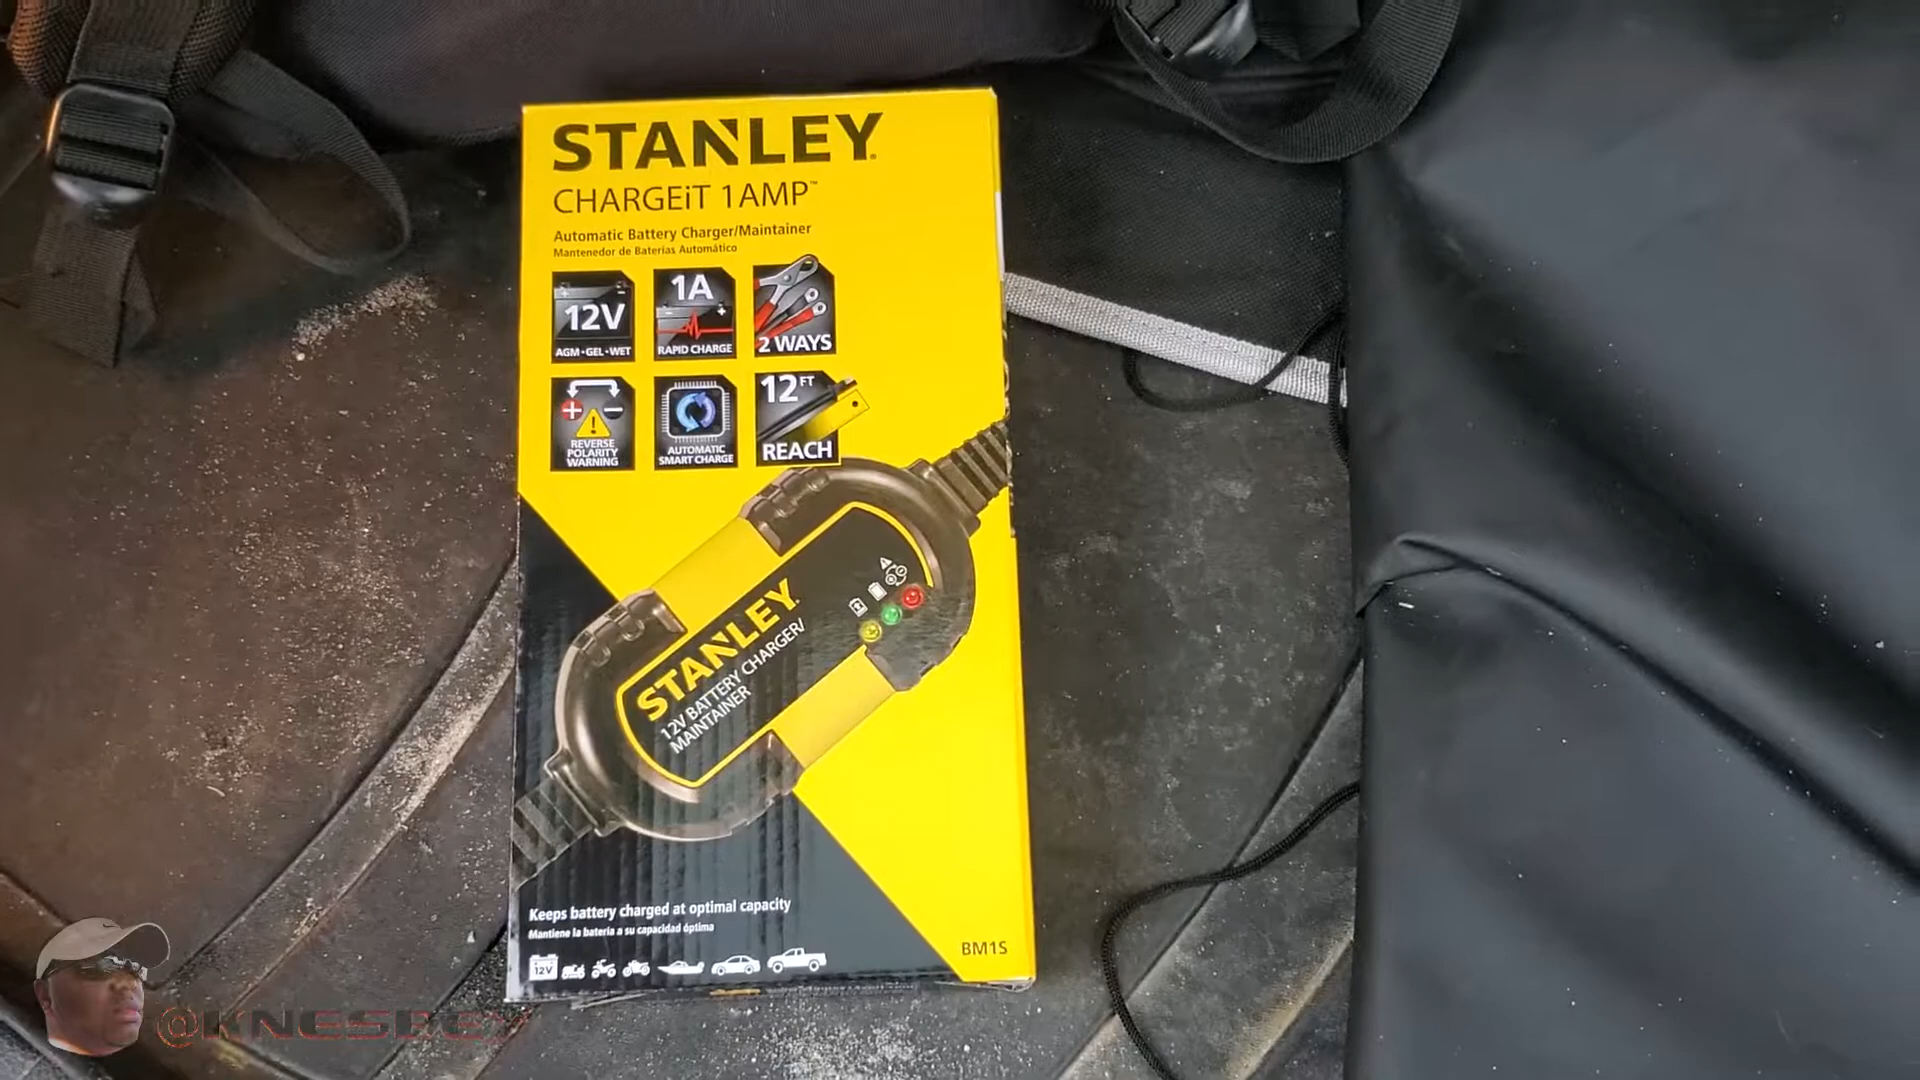 STANLEY
CHARGEiT 1 AMP™
Automatic Battery Charger/Maintainer
Mantenedor de Baterías Automático
12V
AGM • GEL • WET
1A
RAPID CHARGE
2 WAYS
REVERSE
POLARITY
WARNING
AUTOMATIC
SMART CHARGE
12 FT
REACH
STANLEY
12V BATTERY CHARGER/
MAINTAINER
Keeps battery charged at optimal capacity
Mantiene la batería a su capacidad óptima
12V
BM1S